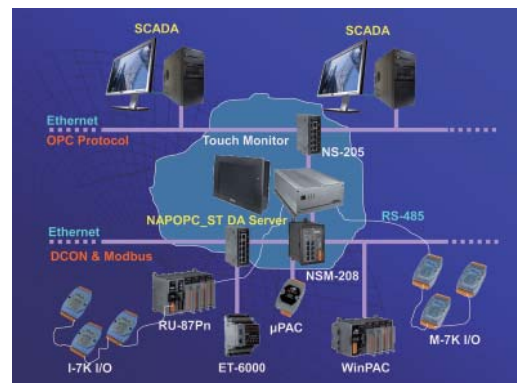 SCADA
SCADA
Ethernet
OPC Protocol
Touch Monitor
NS-205
NAPOPC_ST DA Server
RS-485
Ethernet
DCON & Modbus
NSM-208
RU-87Pn
µPAC
M-7K I/O
I-7K I/O
ET-6000
WinPAC